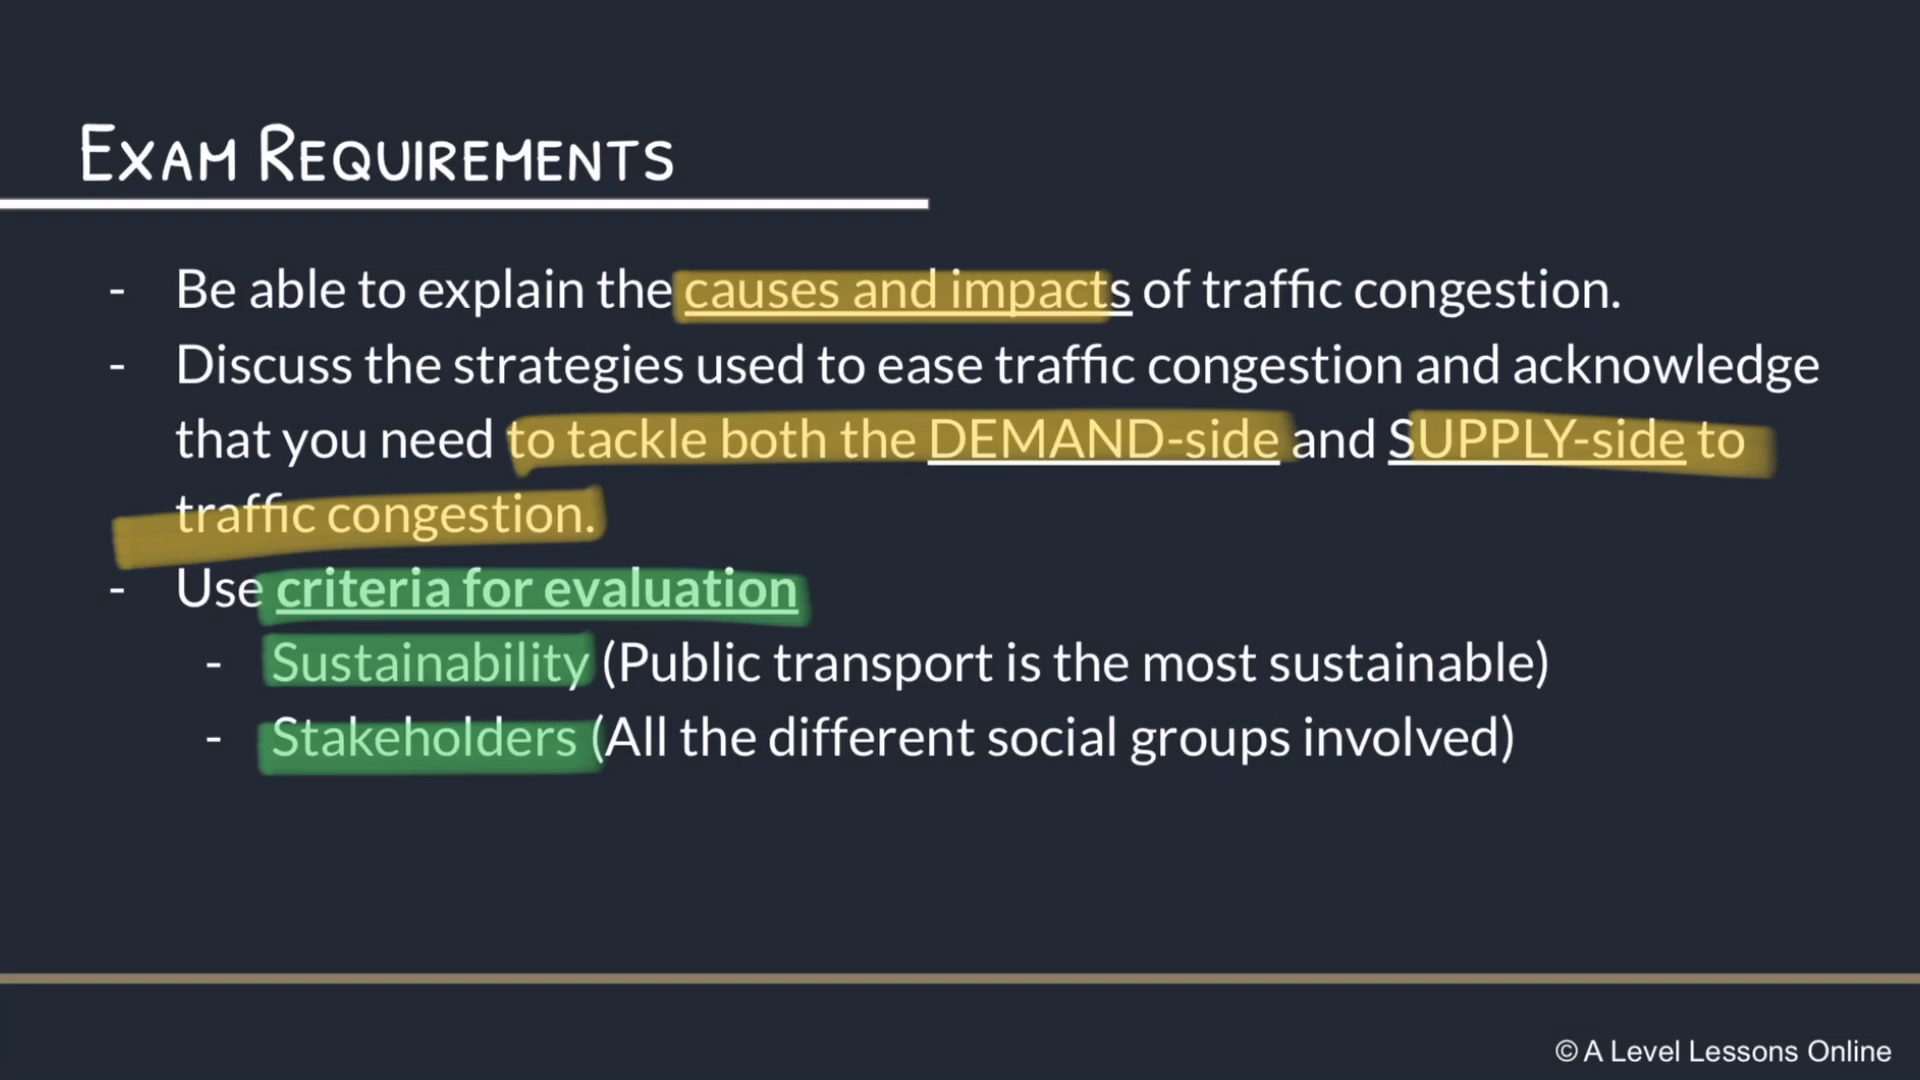 Exam Requirements
- Be able to explain the causes and impacts of traffic congestion.
- Discuss the strategies used to ease traffic congestion and acknowledge
that you need to tackle both the DEMAND-side and SUPPLY-side to
traffic congestion.
- Use criteria for evaluation
- Sustainability (Public transport is the most sustainable)
- Stakeholders (All the different social groups involved)
© A Level Lessons Online